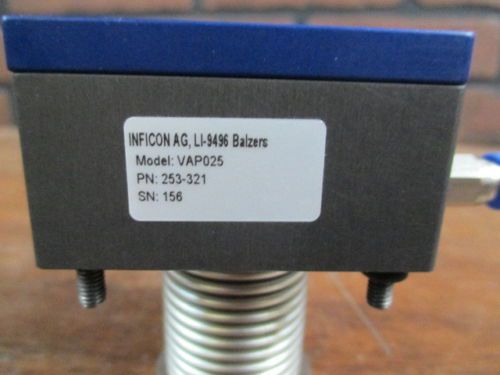 INFICON AG, LI-9496 Balzers
Model: VAP025
PN: 253-321
SN: 156